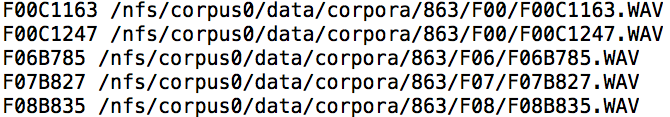 F00C1163 /nfs/corpus0/data/corpora/863/F00/F00C1163.WAV
F00C1247 /nfs/corpus0/data/corpora/863/F00/F00C1247.WAV
F06B785 /nfs/corpus0/data/corpora/863/F06/F06B785.WAV
F07B827 /nfs/corpus0/data/corpora/863/F07/F07B827.WAV
F08B835 /nfs/corpus0/data/corpora/863/F08/F08B835.WAV